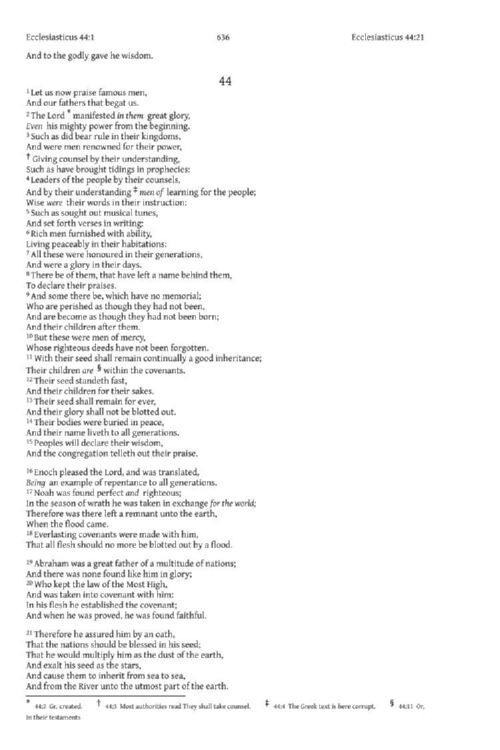 Ecclesiasticus 44:1 636 Ecclesiasticus 44:21
And to the godly gave he wisdom.
44
1 Let us now praise famous men,
And our fathers that begat us.
2 The Lord * manifested in them great glory,
Even his mighty power from the beginning.
3 Such as did bear rule in their kingdoms,
And were men renowned for their power,
† Giving counsel by their understanding,
Such as have brought tidings in prophecies:
4 Leaders of the people by their counsels,
And by their understanding ‡ men of learning for the people;
Wise were their words in their instruction:
5 Such as sought out musical tunes,
And set forth verses in writing:
6 Rich men furnished with ability,
Living peaceably in their habitations:
7 All these were honoured in their generations,
And were a glory in their days.
8 There be of them, that have left a name behind them,
To declare their praises.
9 And some there be, which have no memorial;
Who are perished as though they had not been,
And are become as though they had not been born;
And their children after them.
10 But these were men of mercy,
Whose righteous deeds have not been forgotten.
11 With their seed shall remain continually a good inheritance;
Their children are § within the covenants.
12 Their seed standeth fast,
And their children for their sakes.
13 Their seed shall remain for ever,
And their glory shall not be blotted out.
14 Their bodies were buried in peace,
And their name liveth to all generations.
15 Peoples will declare their wisdom,
And the congregation telleth out their praise.
16 Enoch pleased the Lord, and was translated,
Being an example of repentance to all generations.
17 Noah was found perfect and righteous;
In the season of wrath he was taken in exchange for the world;
Therefore was there left a remnant unto the earth,
When the flood came.
18 Everlasting covenants were made with him,
That all flesh should no more be blotted out by a flood.
19 Abraham was a great father of a multitude of nations;
And there was none found like him in glory;
20 Who kept the law of the Most High,
And was taken into covenant with him:
In his flesh he established the covenant;
And when he was proved, he was found faithful.
21 Therefore he assured him by an oath,
That the nations should be blessed in his seed;
That he would multiply him as the dust of the earth,
And exalt his seed as the stars,
And cause them to inherit from sea to sea,
And from the River unto the utmost part of the earth.
* 44:2 Gr. created. † 44:3 Most authorities read They shall take counsel. ‡ 44:4 The Greek text is here corrupt. § 44:11 Or,
in their testaments